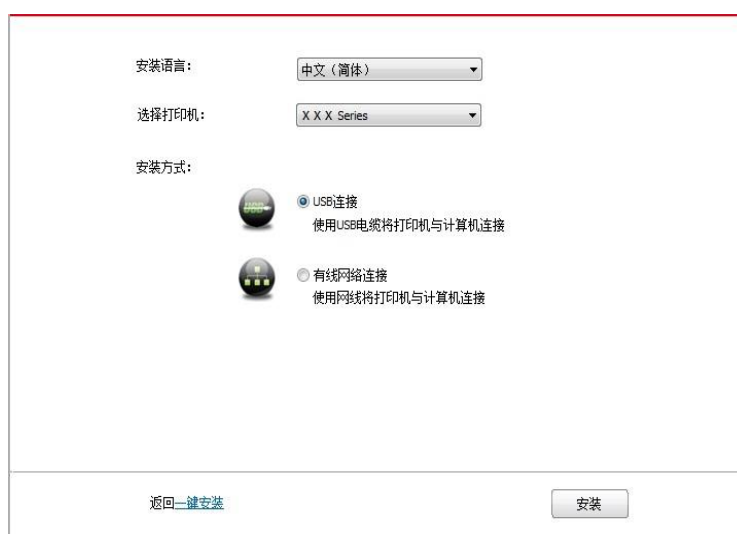 安装语言：
中文（简体）
选择打印机：
X X X Series
安装方式：
USB
USB连接
使用USB电缆将打印机与计算机连接
有线网络连接
使用网线将打印机与计算机连接
返回一键安装
安装